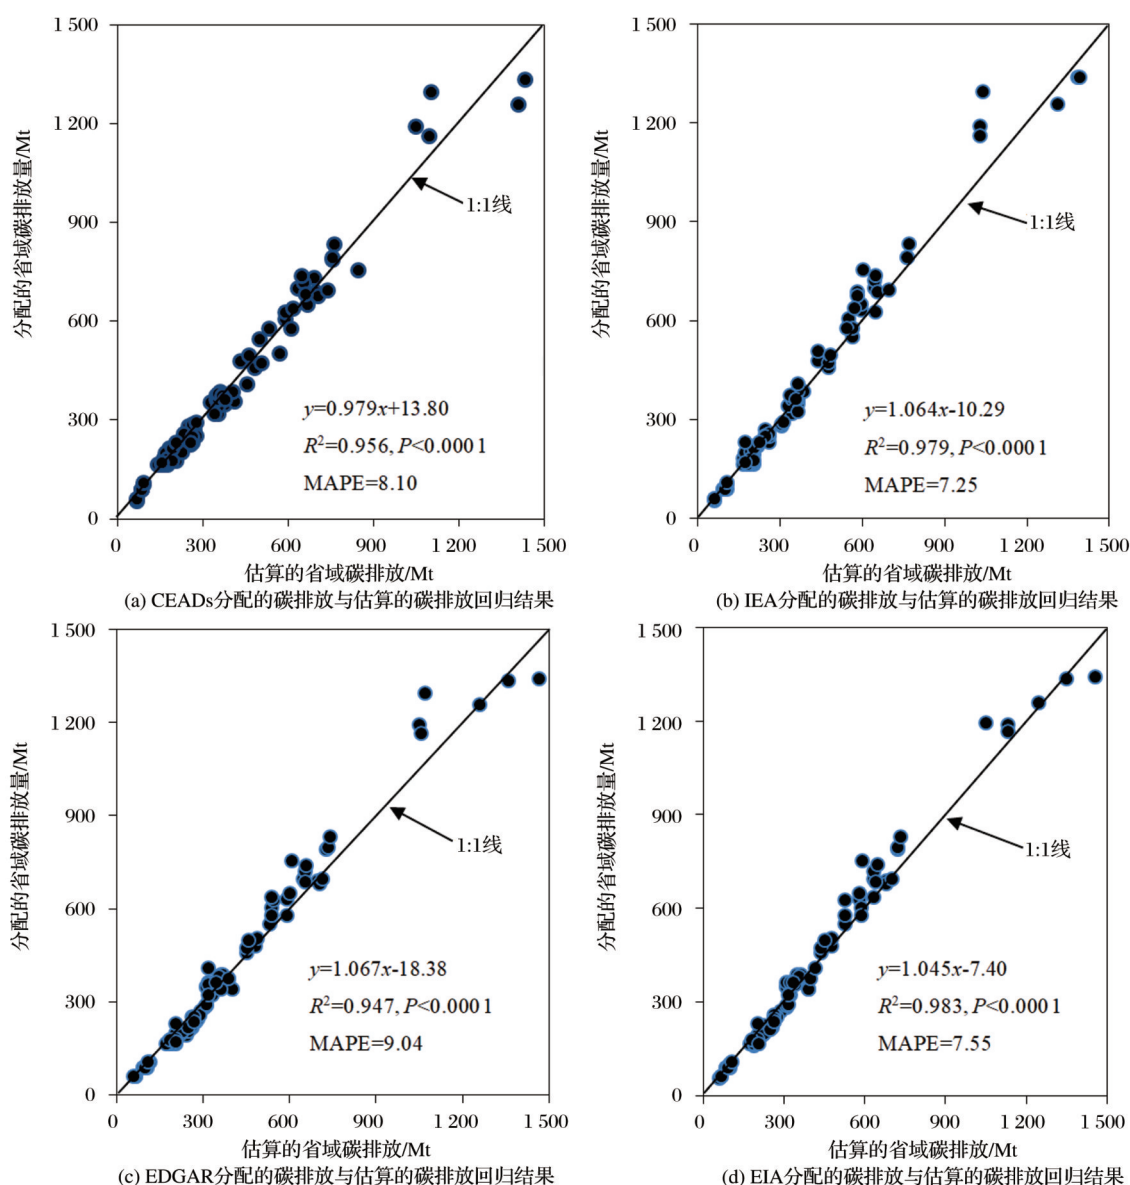 分配的省域碳排放量/Mt
1 500
1 200
900
600
300
0
1:1线
y=0.979x+13.80
R²=0.956, P<0.0001
MAPE=8.10
0 300 600 900 1 200 1 500
估算的省域碳排放/Mt
(a) CEADs分配的碳排放与估算的碳排放回归结果
分配的省域碳排放量/Mt
1 500
1 200
900
600
300
0
1:1线
y=1.064x-10.29
R²=0.979, P<0.0001
MAPE=7.25
0 300 600 900 1 200 1 500
估算的省域碳排放/Mt
(b) IEA分配的碳排放与估算的碳排放回归结果
分配的省域碳排放量/Mt
1 500
1 200
900
600
300
0
1:1线
y=1.067x-18.38
R²=0.947, P<0.0001
MAPE=9.04
0 300 600 900 1 200 1 500
估算的省域碳排放/Mt
(c) EDGAR分配的碳排放与估算的碳排放回归结果
分配的省域碳排放量/Mt
1 500
1 200
900
600
300
0
1:1线
y=1.045x-7.40
R²=0.983, P<0.0001
MAPE=7.55
0 300 600 900 1 200 1 500
估算的省域碳排放/Mt
(d) EIA分配的碳排放与估算的碳排放回归结果